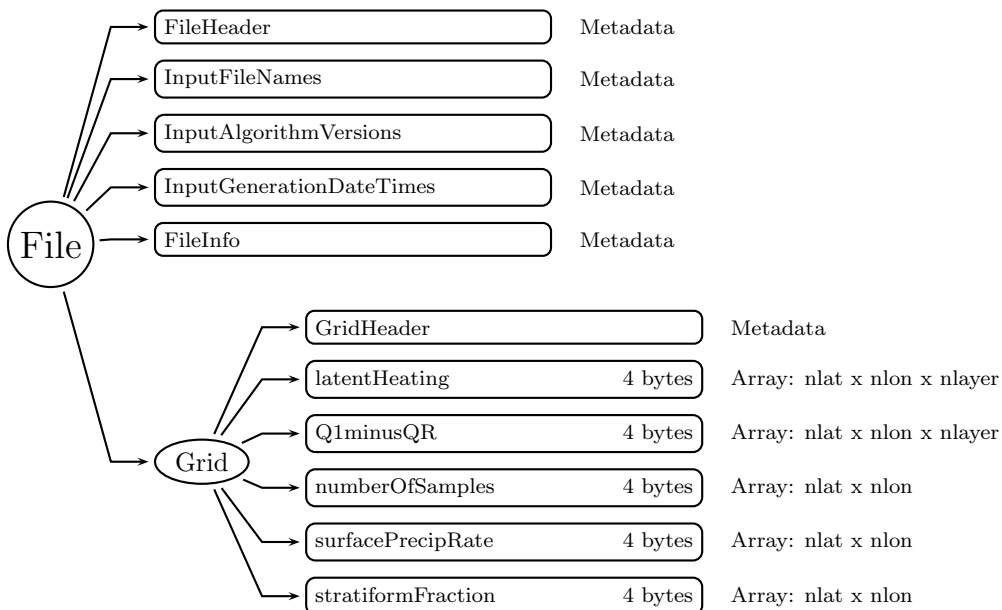 FileHeader Metadata
InputFileNames Metadata
InputAlgorithmVersions Metadata
InputGenerationDateTimes Metadata
File
FileInfo Metadata
GridHeader Metadata
latentHeating 4 bytes Array: nlat x nlon x nlayer
Q1minusQR 4 bytes Array: nlat x nlon x nlayer
Grid
numberOfSamples 4 bytes Array: nlat x nlon
surfacePrecipRate 4 bytes Array: nlat x nlon
stratiformFraction 4 bytes Array: nlat x nlon